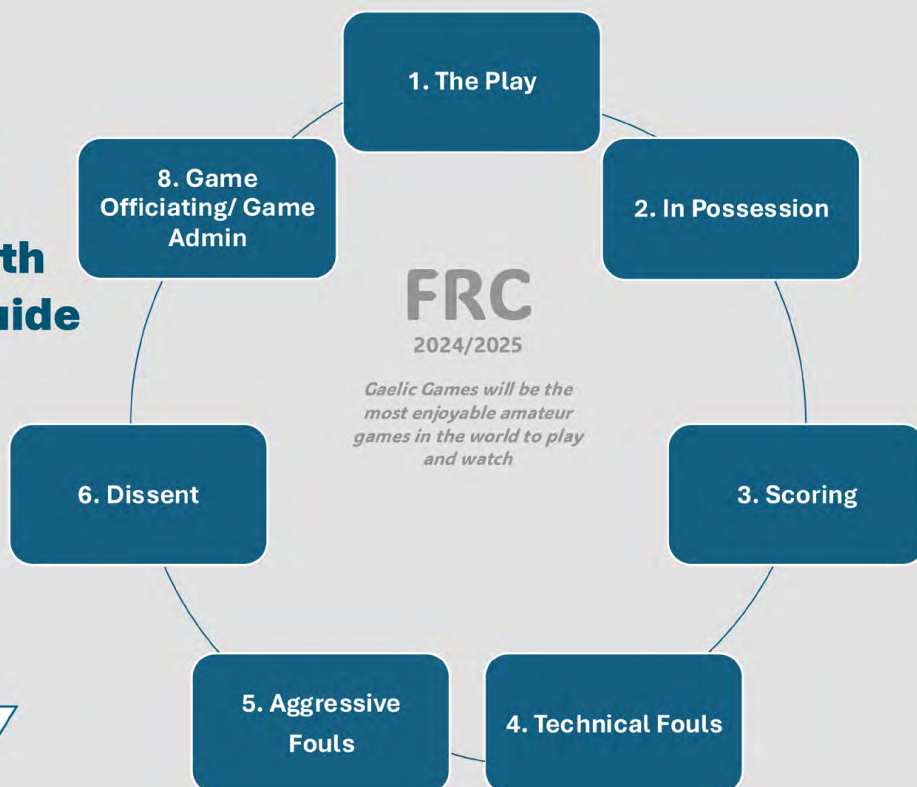 1. The Play
8. Game
Officiating/ Game
Admin
2. In Possession
th
uide
FRC
2024/2025
Gaelic Games will be the
most enjoyable amateur
games in the world to play
and watch
6. Dissent
3. Scoring
5. Aggressive
Fouls
4. Technical Fouls